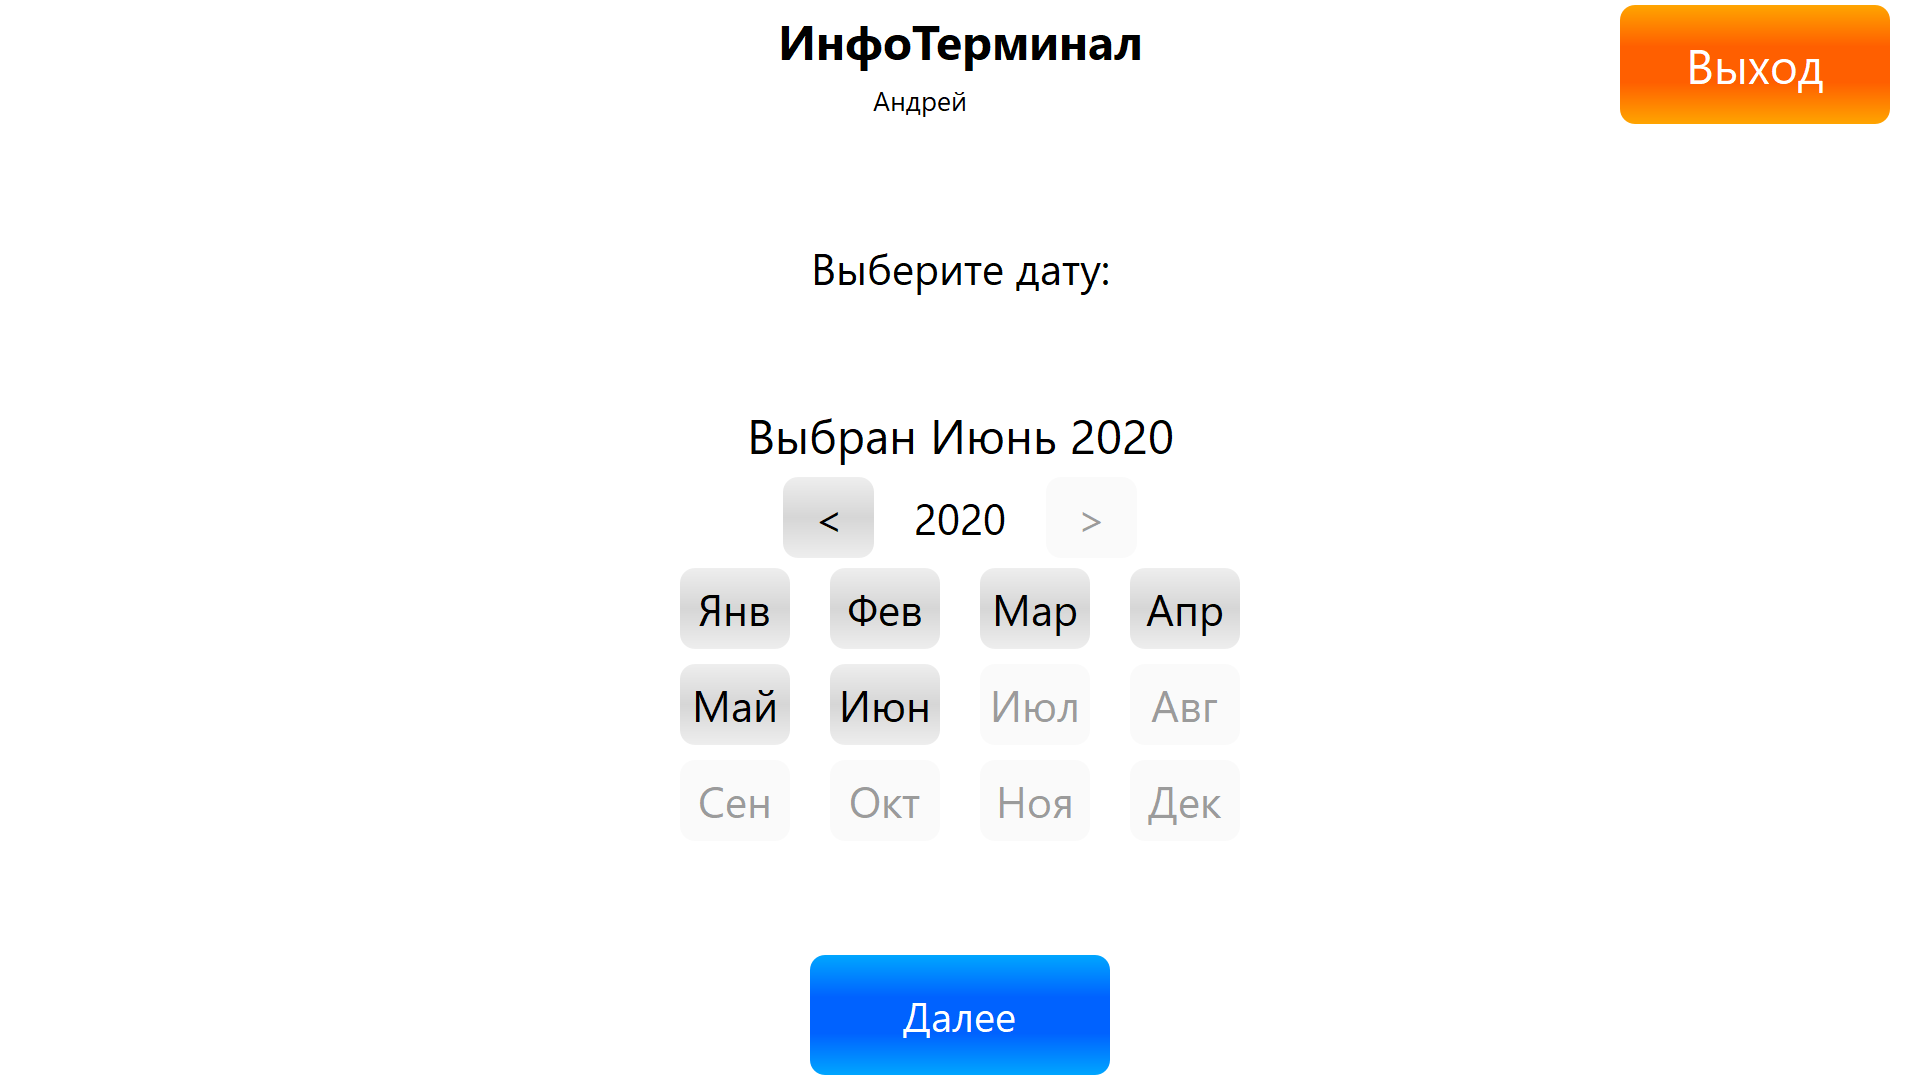 ИнфоТерминал
Выход
Андрей
Выберите дату:
Выбран Июнь 2020
< 2020 >
Янв Фев Мар Апр
Май Июн Июл Авг
Сен Окт Ноя Дек
Далее